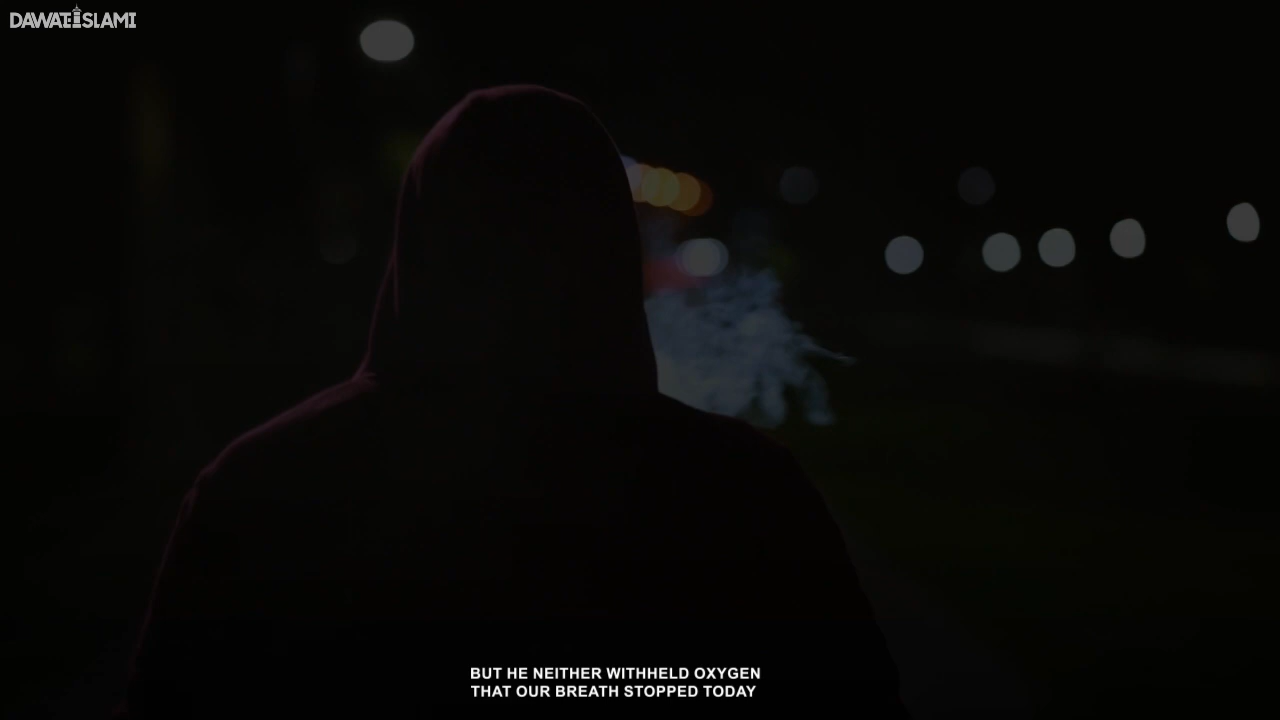 DAWATEISLAMI
BUT HE NEITHER WITHHELD OXYGEN
THAT OUR BREATH STOPPED TODAY